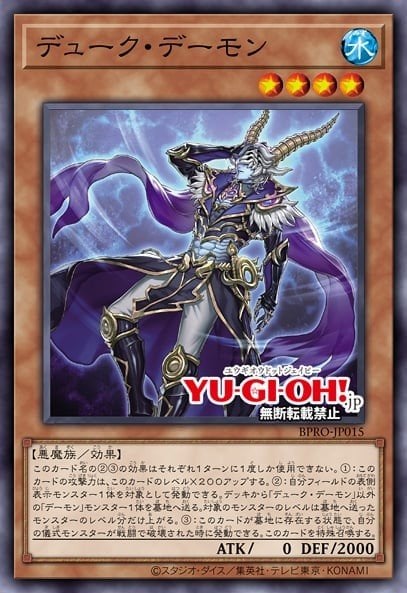 デューク・デーモン
水
ユウギオウドットジェイピー
YU-GI-OH!.jp
無断転載禁止
BPRO-JP015
【悪魔族/効果】
このカード名の②③の効果はそれぞれ1ターンに1度しか使用できない。①：この
カードの攻撃力は、このカードのレベル×200アップする。②：自分フィールドの表側
表示モンスター1体を対象として発動できる。デッキから「デューク・デーモン」以外
の「デーモン」モンスター1体を墓地へ送る。対象のモンスターのレベルは墓地へ送った
モンスターのレベル分だけ上がる。③：このカードが墓地に存在する状態で、自分
の儀式モンスターが戦闘で破壊された時に発動できる。このカードを特殊召喚する。
ATK/ 0 DEF/2000
©スタジオ・ダイス/集英社・テレビ東京・KONAMI